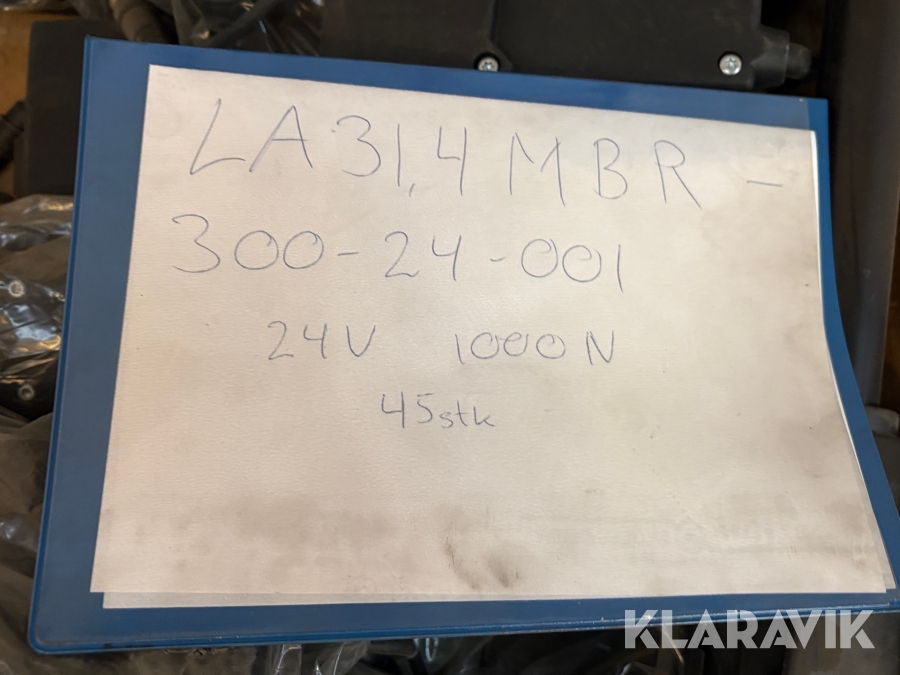 LA31,4MBR-
300-24-001
24V 1000N
45stk
KLARAVIK